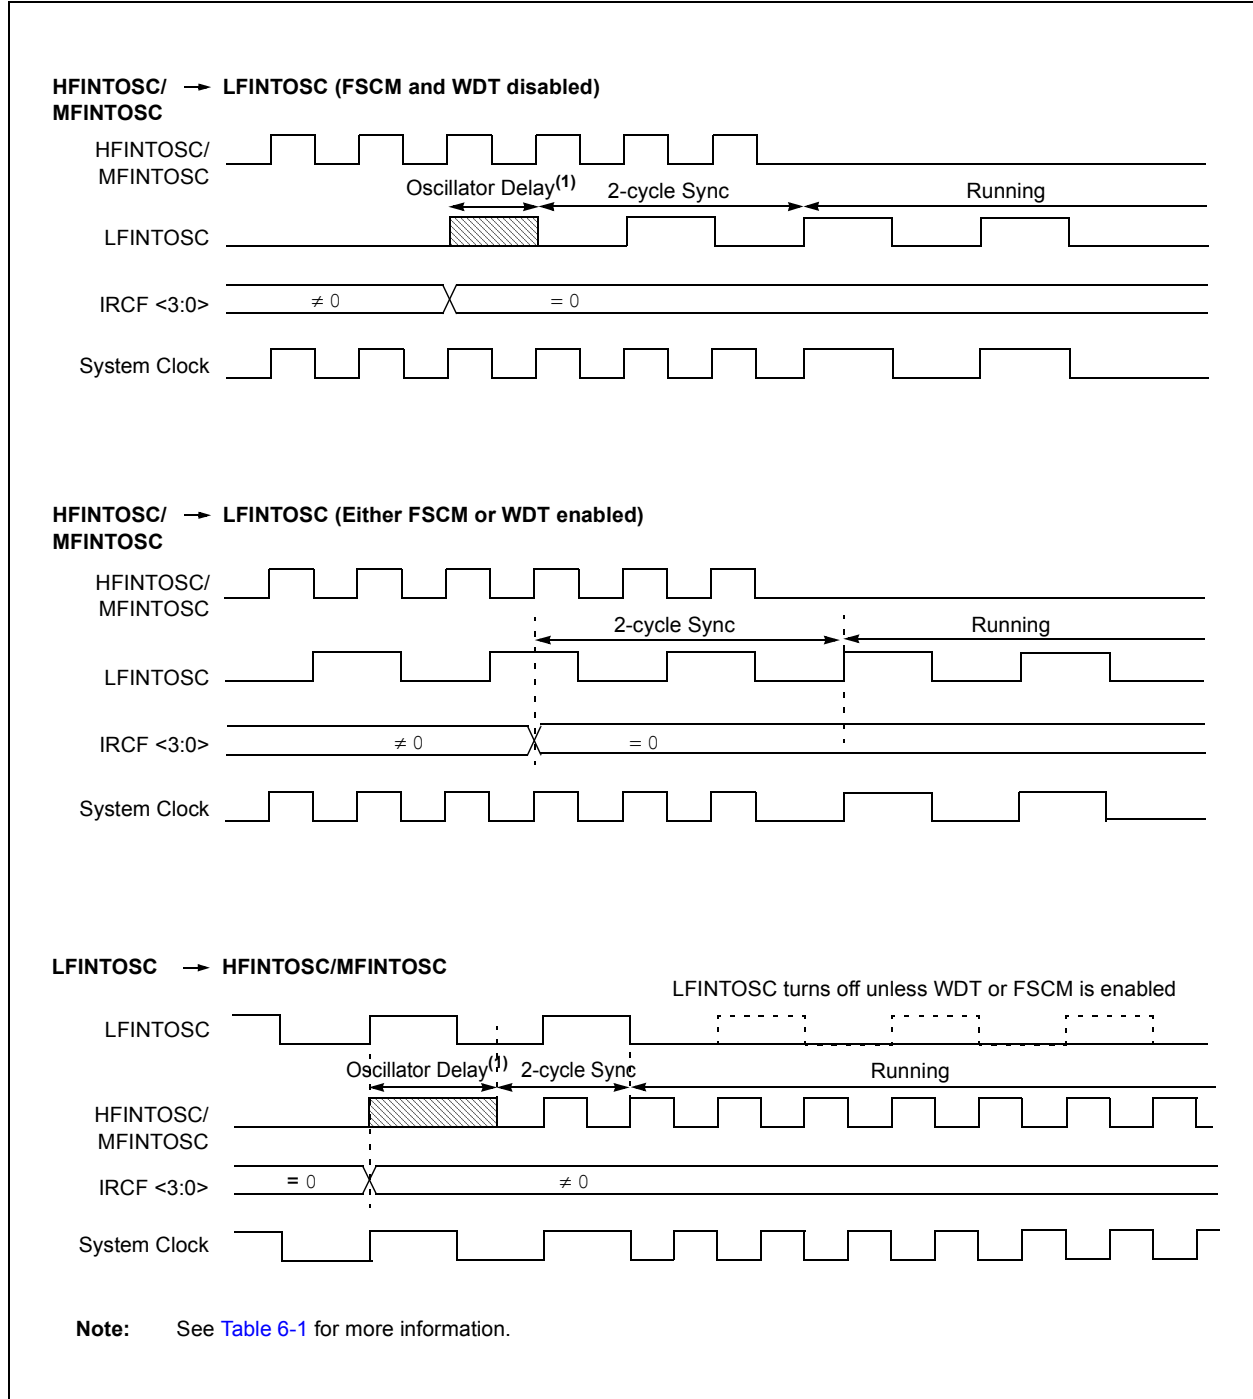 HFINTOSC/ → LFINTOSC (FSCM and WDT disabled)
MFINTOSC
HFINTOSC/
MFINTOSC
Oscillator Delay(1) 2-cycle Sync Running
LFINTOSC
IRCF <3:0> ≠ 0 = 0
System Clock
HFINTOSC/ → LFINTOSC (Either FSCM or WDT enabled)
MFINTOSC
HFINTOSC/
MFINTOSC
2-cycle Sync Running
LFINTOSC
IRCF <3:0> ≠ 0 = 0
System Clock
LFINTOSC → HFINTOSC/MFINTOSC
LFINTOSC turns off unless WDT or FSCM is enabled
LFINTOSC
Oscillator Delay(1) 2-cycle Sync Running
HFINTOSC/
MFINTOSC
IRCF <3:0> = 0 ≠ 0
System Clock
Note: See Table 6-1 for more information.